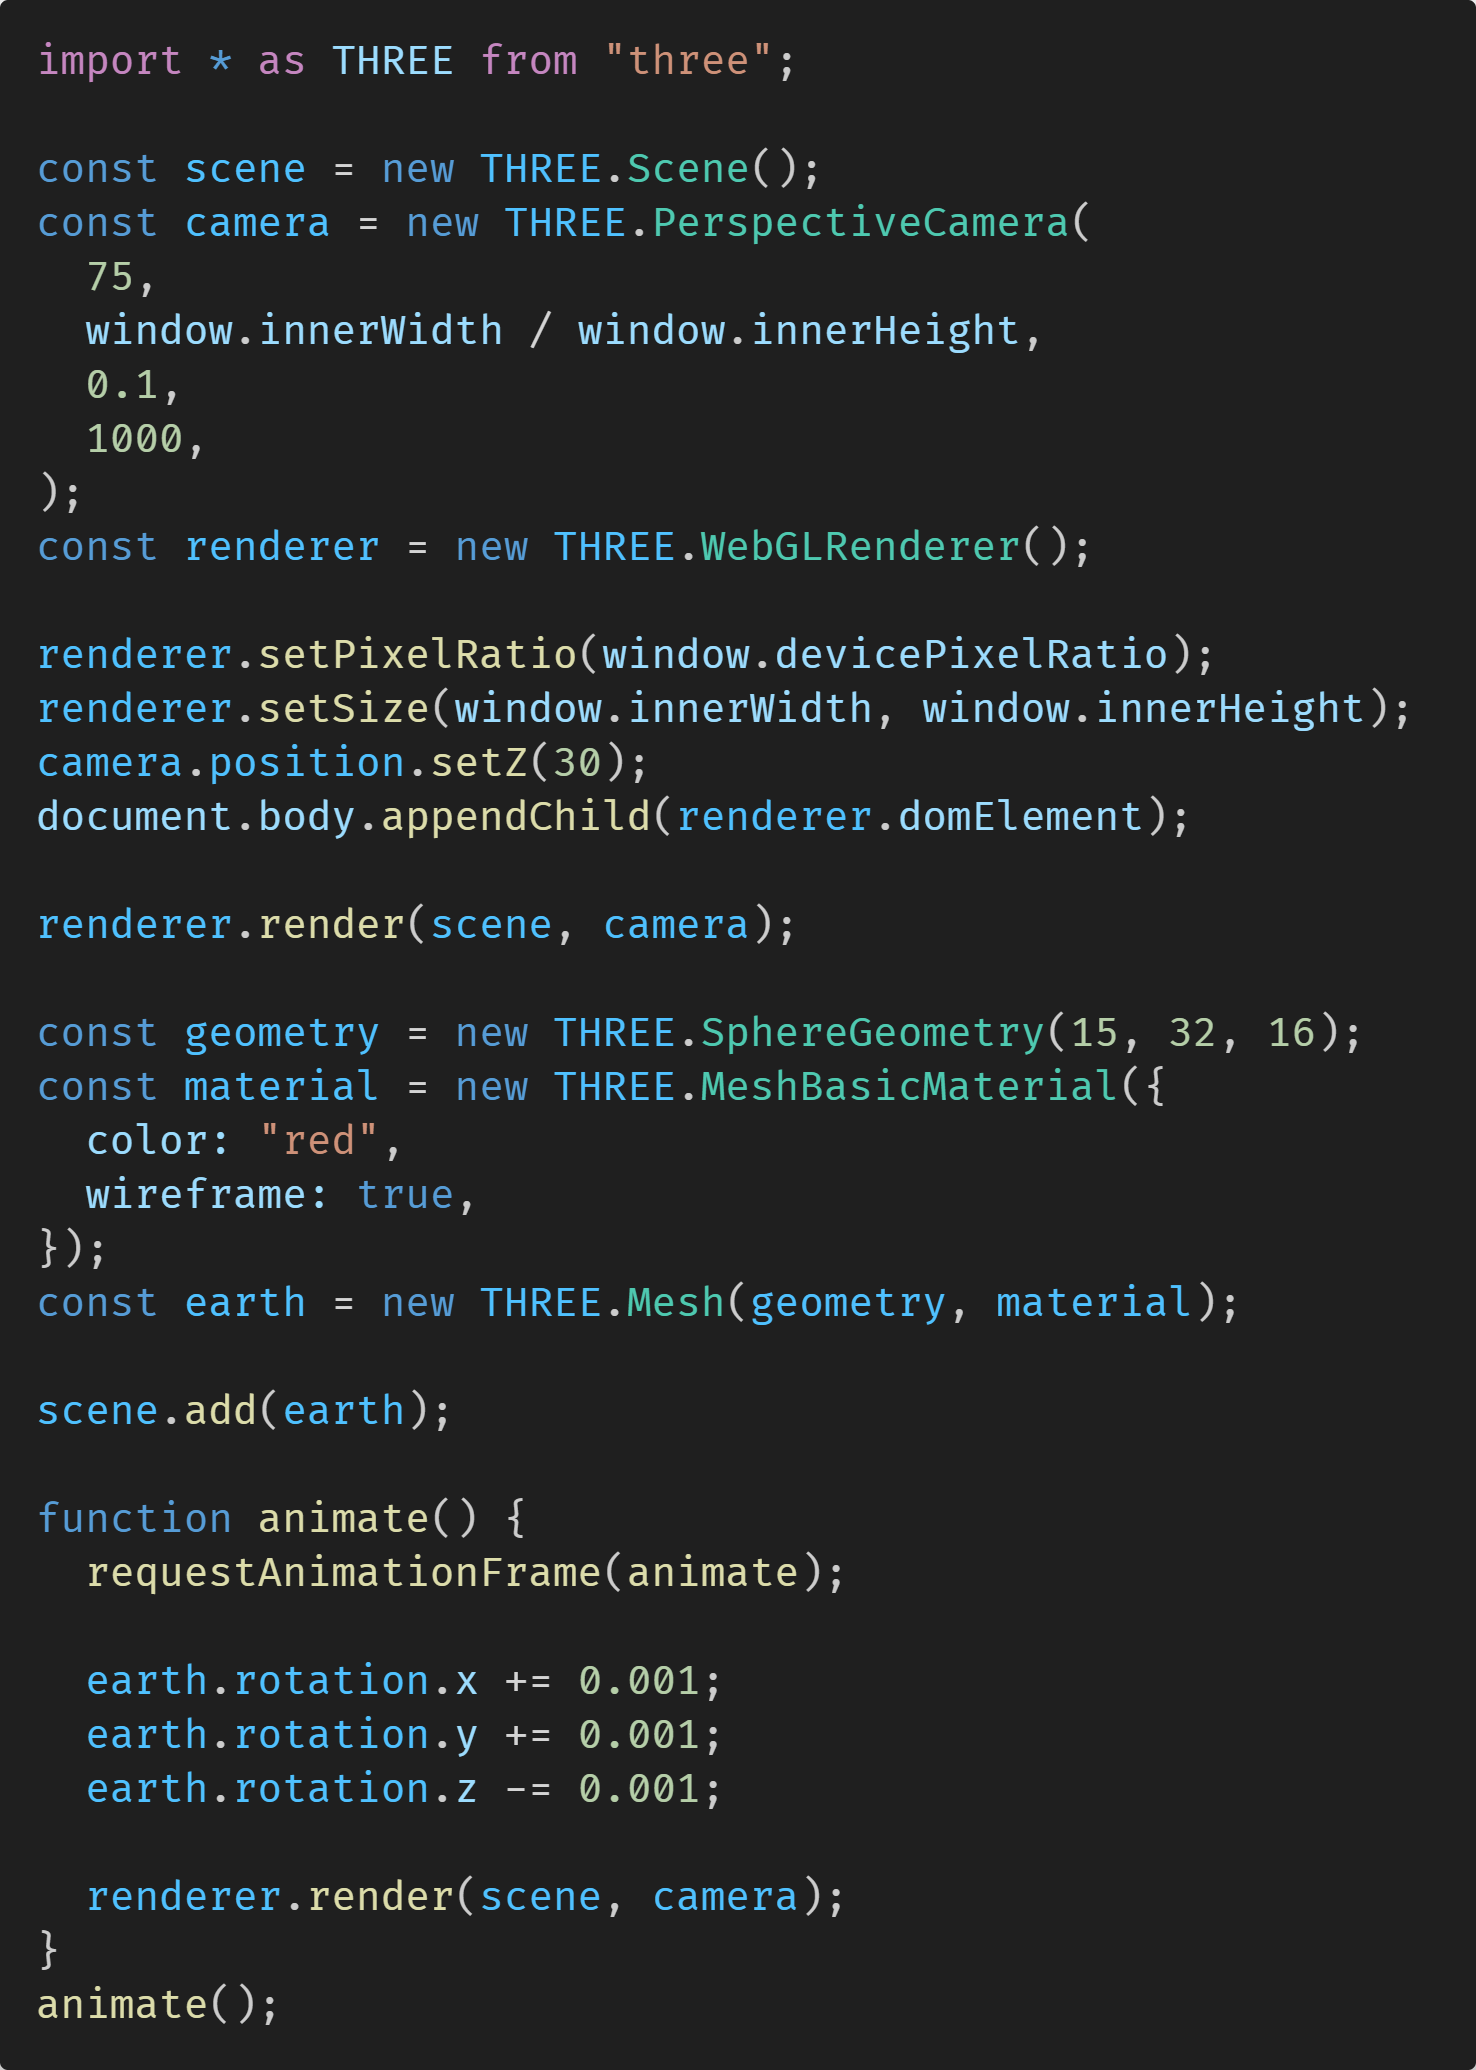 import * as THREE from "three";

const scene = new THREE.Scene();
const camera = new THREE.PerspectiveCamera(
  75,
  window.innerWidth / window.innerHeight,
  0.1,
  1000,
);
const renderer = new THREE.WebGLRenderer();

renderer.setPixelRatio(window.devicePixelRatio);
renderer.setSize(window.innerWidth, window.innerHeight);
camera.position.setZ(30);
document.body.appendChild(renderer.domElement);

renderer.render(scene, camera);

const geometry = new THREE.SphereGeometry(15, 32, 16);
const material = new THREE.MeshBasicMaterial({
  color: "red",
  wireframe: true,
});
const earth = new THREE.Mesh(geometry, material);

scene.add(earth);

function animate() {
  requestAnimationFrame(animate);

  earth.rotation.x += 0.001;
  earth.rotation.y += 0.001;
  earth.rotation.z -= 0.001;

  renderer.render(scene, camera);
}
animate();